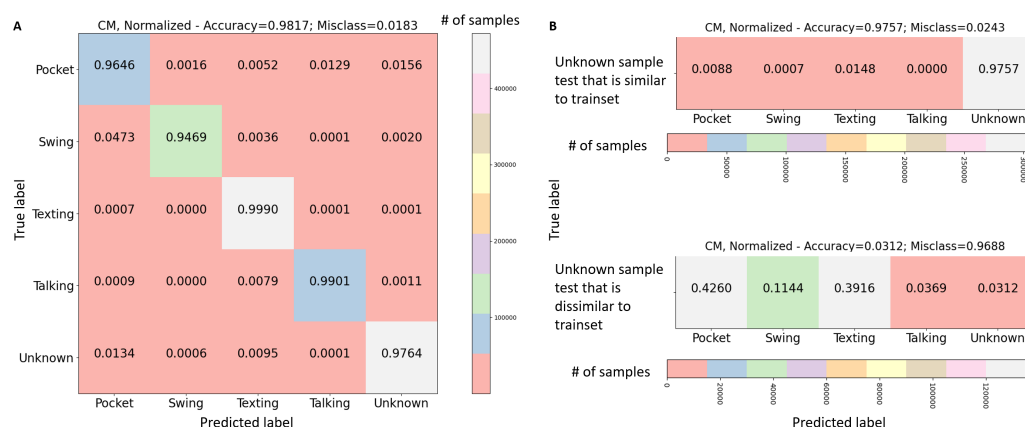 A
CM, Normalized - Accuracy=0.9817; Misclass=0.0183
# of samples
Pocket 0.9646 0.0016 0.0052 0.0129 0.0156
Swing 0.0473 0.9469 0.0036 0.0001 0.0020
Texting 0.0007 0.0000 0.9990 0.0001 0.0001
Talking 0.0009 0.0000 0.0079 0.9901 0.0011
Unknown 0.0134 0.0006 0.0095 0.0001 0.9764
Pocket Swing Texting Talking Unknown
Predicted label
True label
400000
300000
200000
100000
B
CM, Normalized - Accuracy=0.9757; Misclass=0.0243
Unknown sample
test that is similar
to trainset
0.0088 0.0007 0.0148 0.0000 0.9757
Pocket Swing Texting Talking Unknown
# of samples
0 50000 100000 150000 200000 250000 300000
True label
CM, Normalized - Accuracy=0.0312; Misclass=0.9688
Unknown sample
test that is
dissimilar to
trainset
0.4260 0.1144 0.3916 0.0369 0.0312
Pocket Swing Texting Talking Unknown
# of samples
0 20000 40000 60000 80000 100000 120000
Predicted label